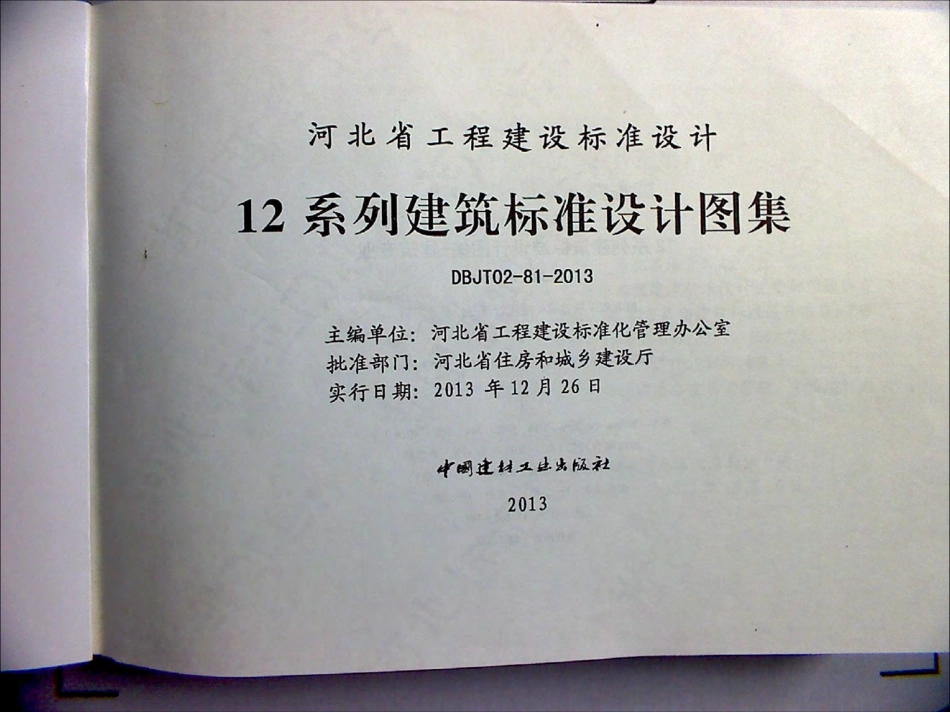 河北省工程建设标准设计
12系列建筑标准设计图集
DBJT02-81-2013
主编单位：河北省工程建设标准化管理办公室
批准部门：河北省住房和城乡建设厅
实行日期：2013 年 12 月 26 日
中国建材工业出版社
2013